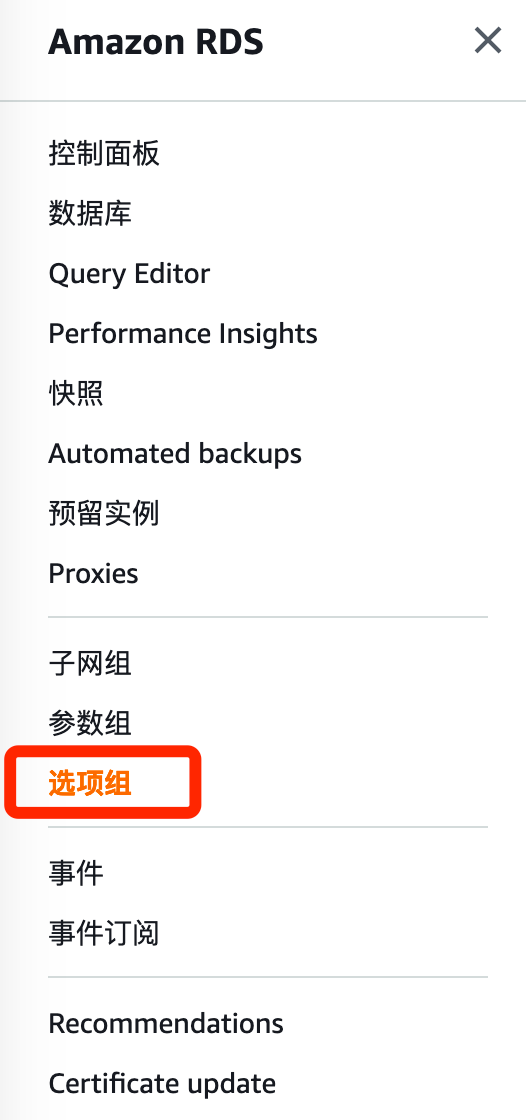 Amazon RDS
控制面板
数据库
Query Editor
Performance Insights
快照
Automated backups
预留实例
Proxies
子网组
参数组
选项组
事件
事件订阅
Recommendations
Certificate update